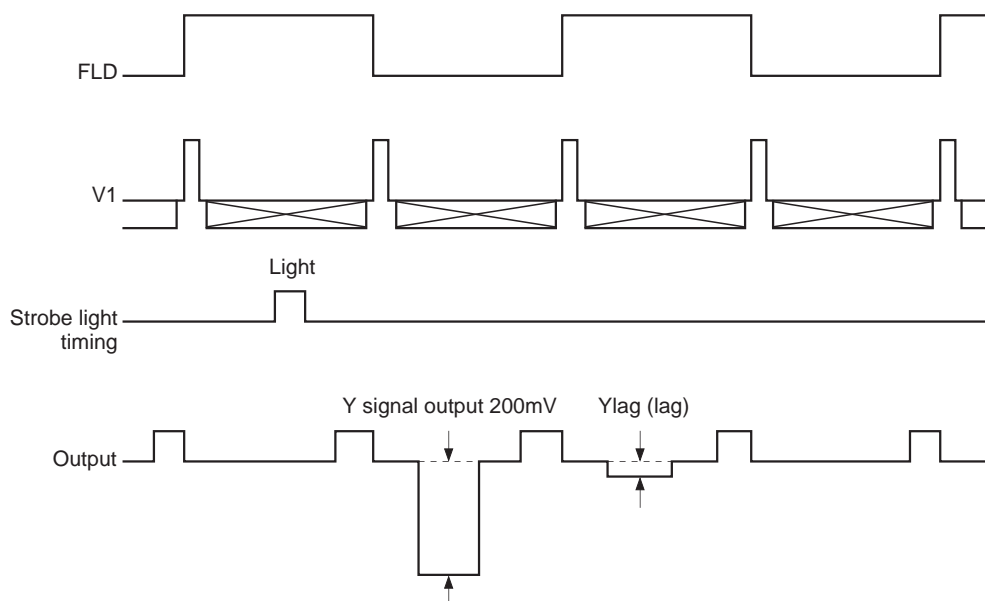 FLD
V1
Light
Strobe light
timing
Y signal output 200mV
Ylag (lag)
Output